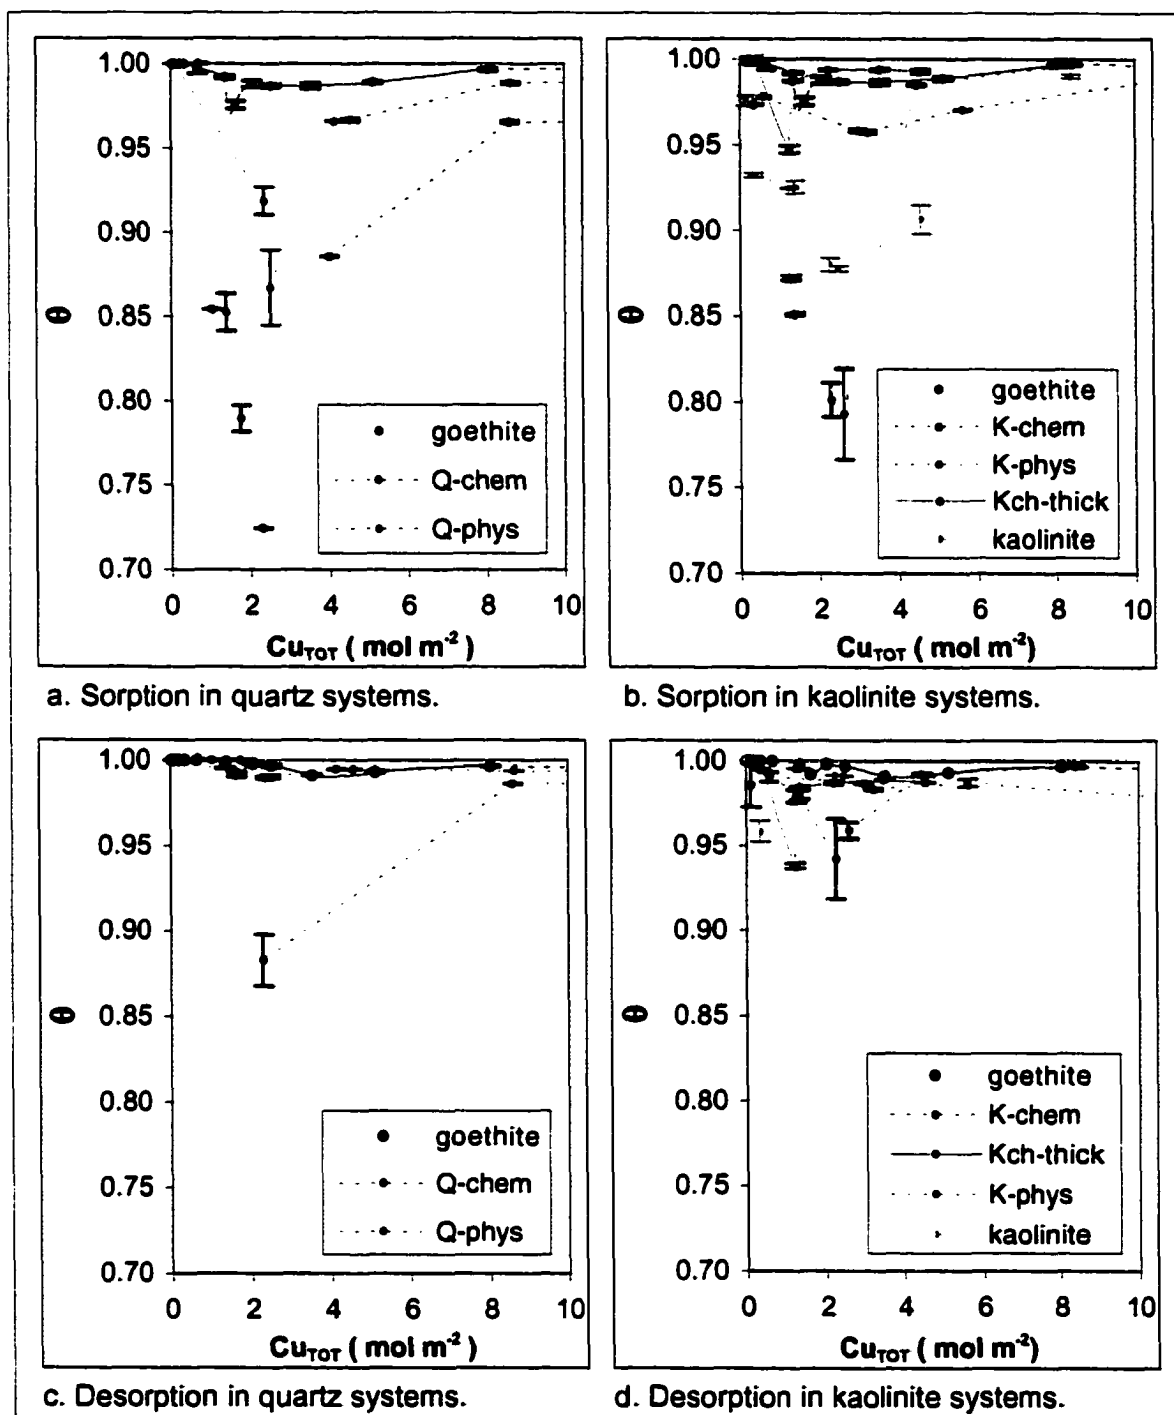 1.00
0.95
0.90
0.85
0.80
0.75
0.70
θ
goethite
Q-chem
Q-phys
0 2 4 6 8 10
Cu_TOT ( mol m⁻² )
a. Sorption in quartz systems.
1.00
0.95
0.90
0.85
0.80
0.75
0.70
θ
goethite
K-chem
K-phys
Kch-thick
kaolinite
0 2 4 6 8 10
Cu_TOT ( mol m⁻²)
b. Sorption in kaolinite systems.
1.00
0.95
0.90
0.85
0.80
0.75
0.70
θ
goethite
Q-chem
Q-phys
0 2 4 6 8 10
Cu_TOT ( mol m⁻² )
c. Desorption in quartz systems.
1.00
0.95
0.90
0.85
0.80
0.75
0.70
θ
goethite
K-chem
Kch-thick
K-phys
kaolinite
0 2 4 6 8 10
Cu_TOT ( mol m⁻²)
d. Desorption in kaolinite systems.